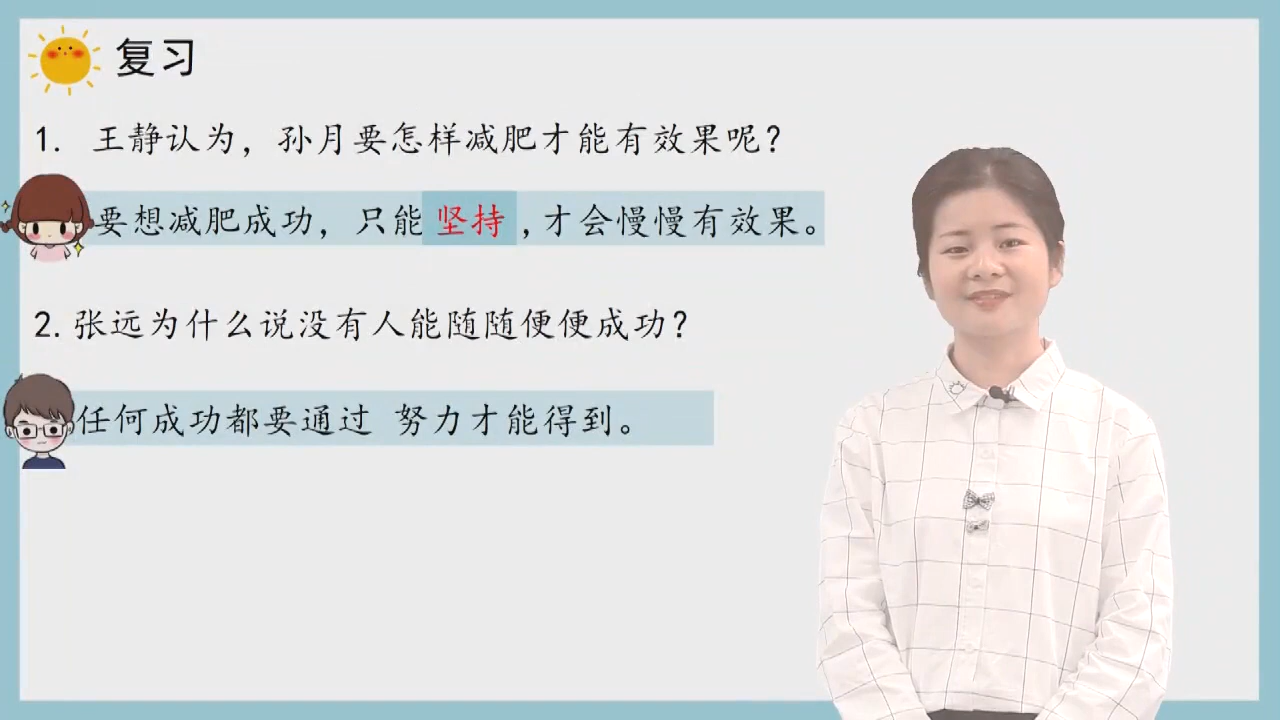 复习
1. 王静认为，孙月要怎样减肥才能有效果呢？
要想减肥成功，只能 坚持 ，才会慢慢有效果。
2.张远为什么说没有人能随随便便成功？
任何成功都要通过 努力才能得到。